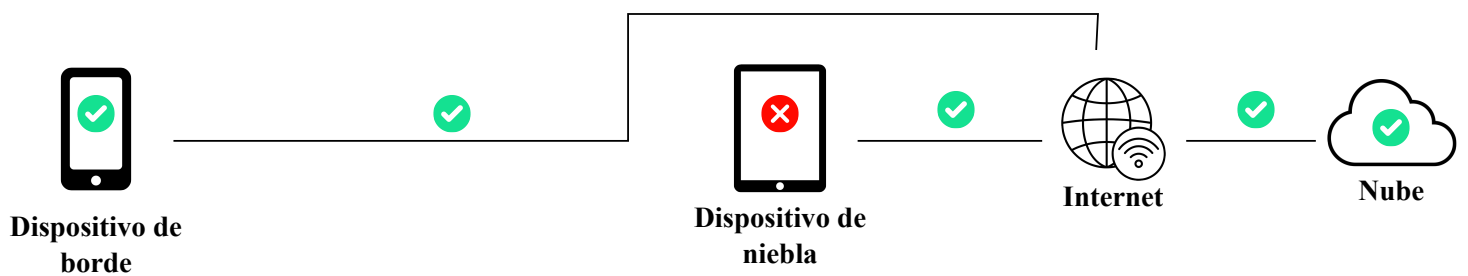 Dispositivo de
borde
Dispositivo de
niebla
Internet
Nube